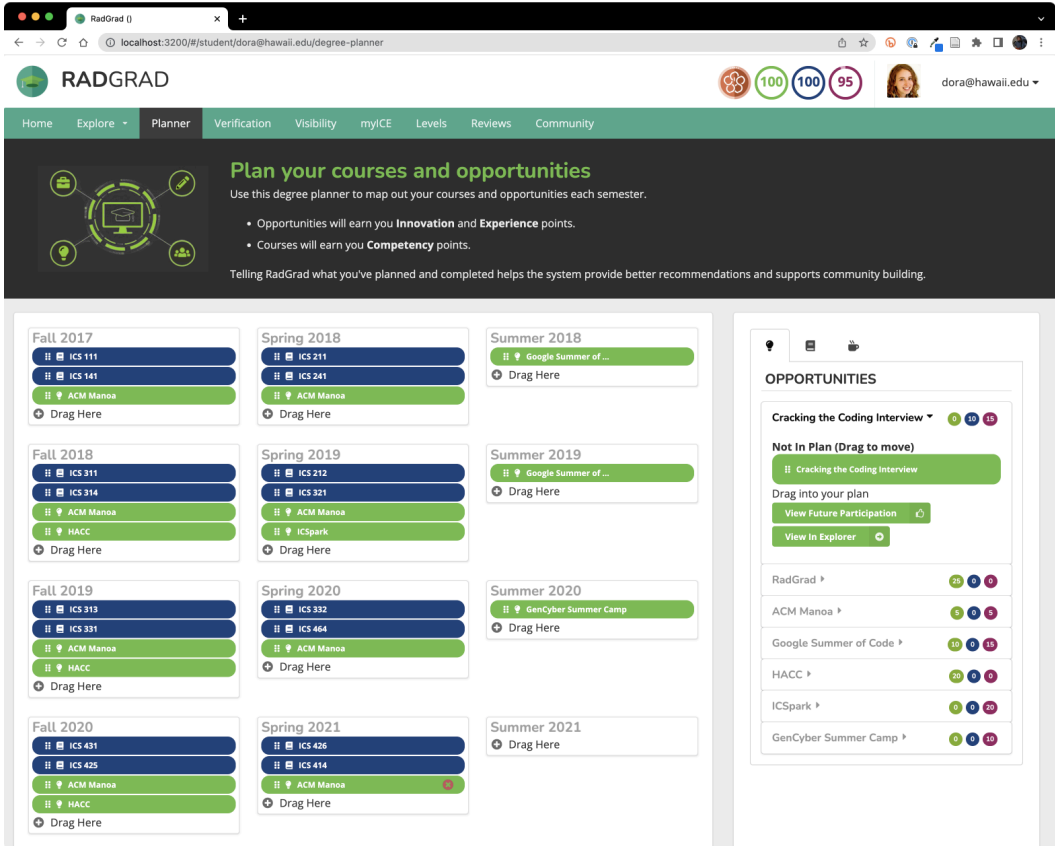 RadGrad ()
localhost:3200/#/student/dora@hawaii.edu/degree-planner
RADGRAD
100
100
95
dora@hawaii.edu
Home Explore Planner Verification Visibility myICE Levels Reviews Community
Plan your courses and opportunities
Use this degree planner to map out your courses and opportunities each semester.
• Opportunities will earn you Innovation and Experience points.
• Courses will earn you Competency points.
Telling RadGrad what you've planned and completed helps the system provide better recommendations and supports community building.
Fall 2017
ICS 111
ICS 141
ACM Manoa
Drag Here
Spring 2018
ICS 211
ICS 241
ACM Manoa
Drag Here
Summer 2018
Google Summer of ...
Drag Here
Fall 2018
ICS 311
ICS 314
ACM Manoa
HACC
Drag Here
Spring 2019
ICS 212
ICS 321
ACM Manoa
ICSpark
Drag Here
Summer 2019
Google Summer of ...
Drag Here
Fall 2019
ICS 313
ICS 331
ACM Manoa
HACC
Drag Here
Spring 2020
ICS 332
ICS 464
ACM Manoa
Drag Here
Summer 2020
GenCyber Summer Camp
Drag Here
Fall 2020
ICS 431
ICS 425
ACM Manoa
HACC
Drag Here
Spring 2021
ICS 426
ICS 414
ACM Manoa
Drag Here
Summer 2021
Drag Here
OPPORTUNITIES
Cracking the Coding Interview 0 10 15
Not In Plan (Drag to move)
Cracking the Coding Interview
Drag into your plan
View Future Participation
View In Explorer
RadGrad 25 0 0
ACM Manoa 5 0 5
Google Summer of Code 10 0 15
HACC 20 0 0
ICSpark 0 0 20
GenCyber Summer Camp 0 0 10